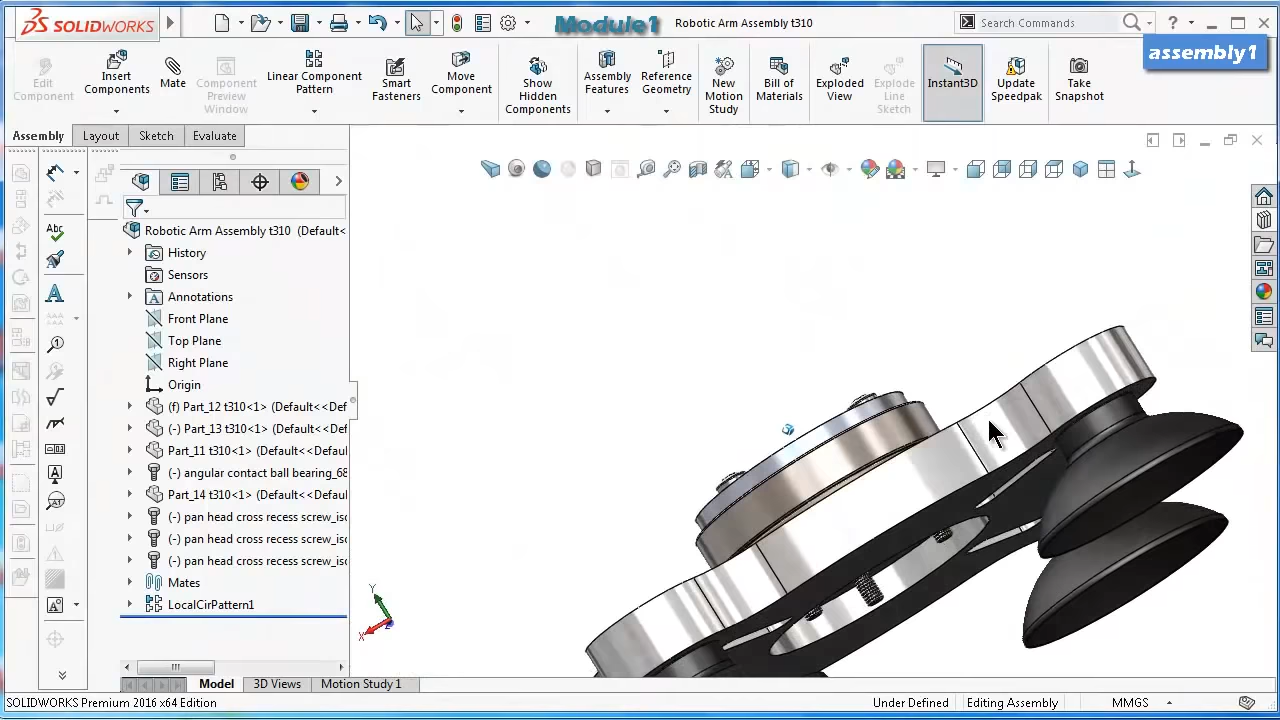 SOLIDWORKS
Module1
Robotic Arm Assembly t310
Search Commands
assembly1
Edit Component
Insert Components
Mate
Component Preview Window
Linear Component Pattern
Smart Fasteners
Move Component
Show Hidden Components
Assembly Features
Reference Geometry
New Motion Study
Bill of Materials
Exploded View
Explode Line Sketch
Instant3D
Update Speedpak
Take Snapshot
Assembly
Layout
Sketch
Evaluate
Robotic Arm Assembly t310 (Default<
History
Sensors
Annotations
Front Plane
Top Plane
Right Plane
Origin
(f) Part_12 t310<1> (Default<<Def
(-) Part_13 t310<1> (Default<<Def
Part_11 t310<1> (Default<<Def
(-) angular contact ball bearing_68
Part_14 t310<1> (Default<<Def
(-) pan head cross recess screw_iso
(-) pan head cross recess screw_iso
(-) pan head cross recess screw_iso
Mates
LocalCirPattern1
Abc
Y
X
Z
Model
3D Views
Motion Study 1
SOLIDWORKS Premium 2016 x64 Edition
Under Defined
Editing Assembly
MMGS